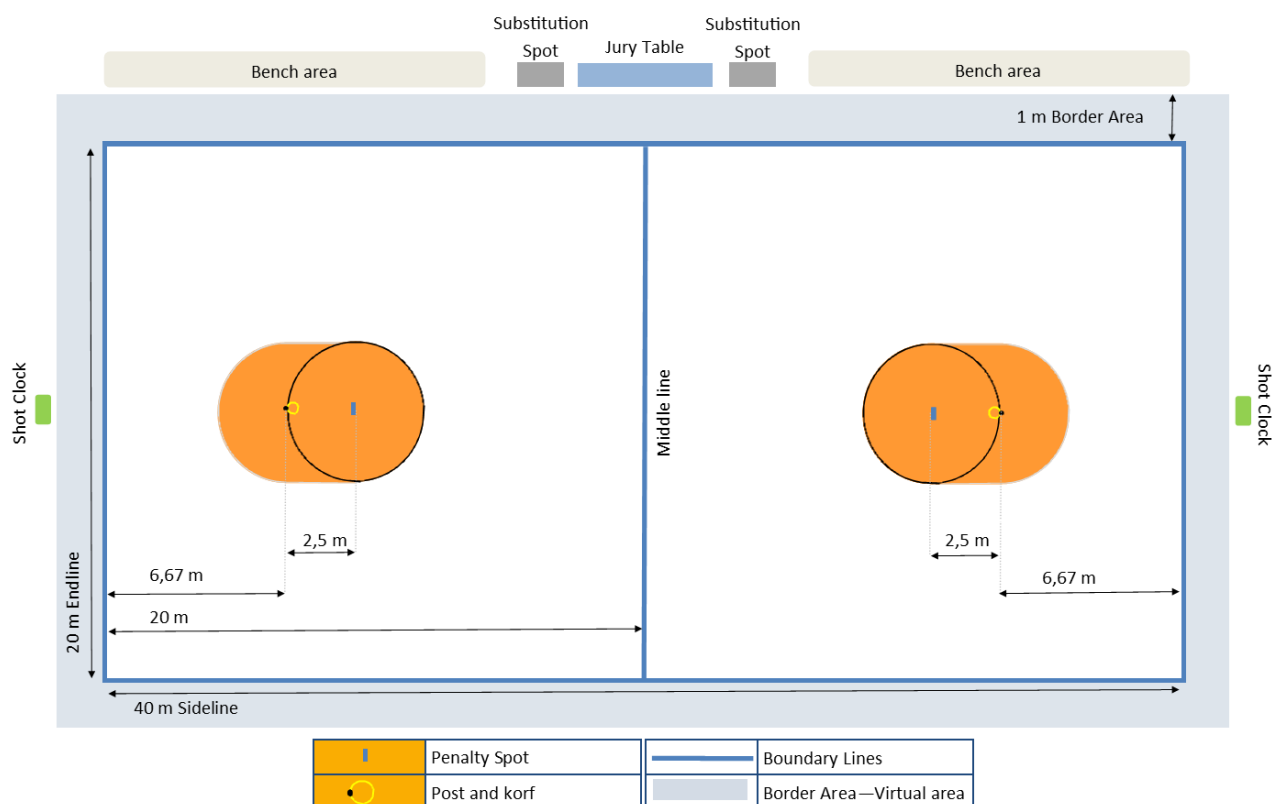 Substitution
Spot
Jury Table
Substitution
Spot
Bench area
Bench area
1 m Border Area
Shot Clock
20 m Endline
Middle line
Shot Clock
2,5 m
2,5 m
6,67 m
6,67 m
20 m
40 m Sideline
Penalty Spot
Boundary Lines
Post and korf
Border Area—Virtual area